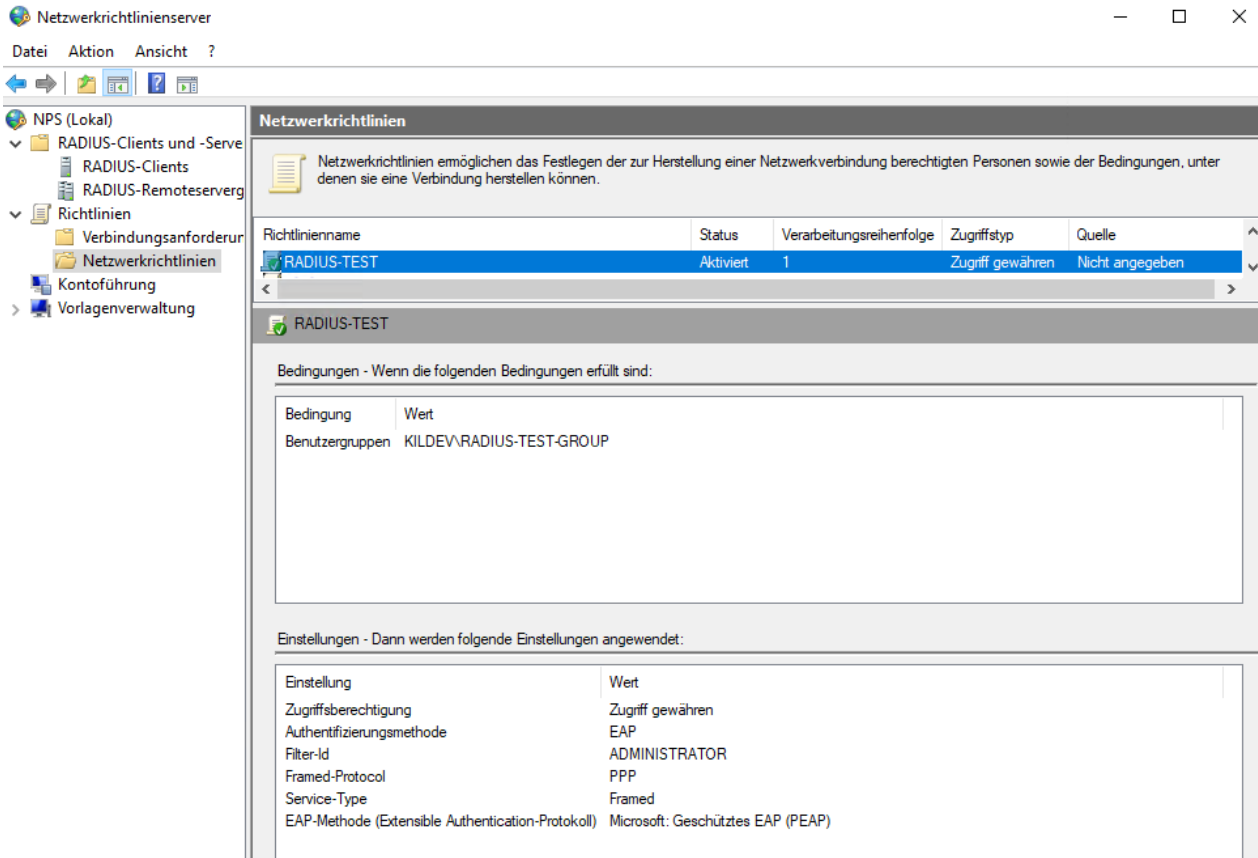 Netzwerkrichtlinienserver
Datei Aktion Ansicht ?
NPS (Lokal)
RADIUS-Clients und -Serve
RADIUS-Clients
RADIUS-Remoteserverg
Richtlinien
Verbindungsanforderur
Netzwerkrichtlinien
Kontoführung
Vorlagenverwaltung
Netzwerkrichtlinien
Netzwerkrichtlinien ermöglichen das Festlegen der zur Herstellung einer Netzwerkverbindung berechtigten Personen sowie der Bedingungen, unter
denen sie eine Verbindung herstellen können.
Richtlinienname Status Verarbeitungsreihenfolge Zugriffstyp Quelle
RADIUS-TEST Aktiviert 1 Zugriff gewähren Nicht angegeben
RADIUS-TEST
Bedingungen - Wenn die folgenden Bedingungen erfüllt sind:
Bedingung Wert
Benutzergruppen KILDEV\RADIUS-TEST-GROUP
Einstellungen - Dann werden folgende Einstellungen angewendet:
Einstellung Wert
Zugriffsberechtigung Zugriff gewähren
Authentifizierungsmethode EAP
Filter-Id ADMINISTRATOR
Framed-Protocol PPP
Service-Type Framed
EAP-Methode (Extensible Authentication-Protokoll) Microsoft: Geschütztes EAP (PEAP)